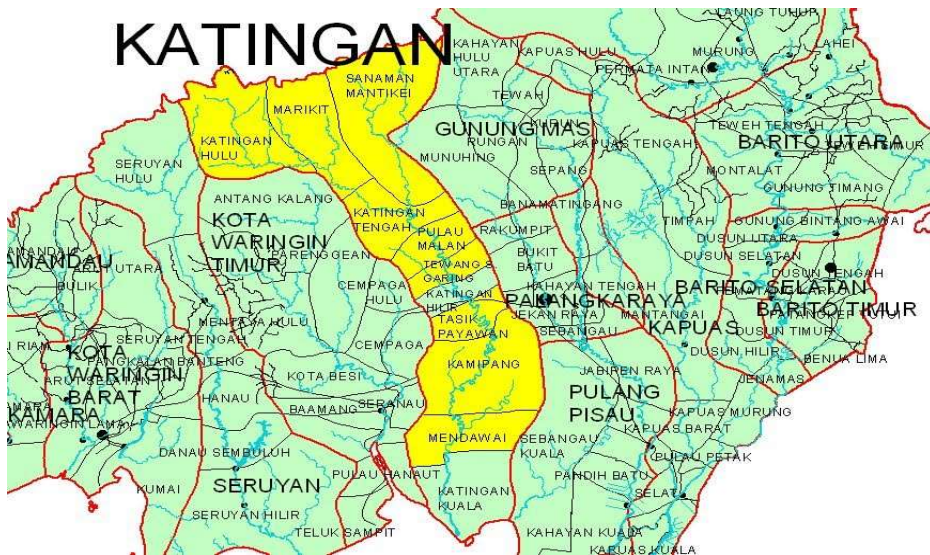 KATINGAN
KAHAYAN
HULU
UTARA
KAPUAS HULU
MURUNG
LAHEI
PERMATA INTAN
SANAMAN
MANTIKEI
MARIKIT
TEWAH
KATINGAN
HULU
GUNUNG MAS
RUNGAN
MUNUHING
KAPUAS TENGAH
TEWEH TENGAH
BARITO UTARA
SERUYAN
HULU
SEPANG
MONTALAT
GUNUNG TIMANG
ANTANG KALANG
KATINGAN
TENGAH
BANAMATINGANG
KOTA
WARINGIN
TIMUR
PULAU
MALAN
RAKUMPIT
TIMPAH
GUNUNG BINTANG AWAI
DUSUN UTARA
PARENGGEAN
BUKIT
BATU
DUSUN SELATAN
TEWANG S.
GARING
DUSUN TENGAH
BULIK
CEMPAGA
HULU
KATINGAN
HILIR
KAHAYAN TENGAH
BARITO SELATAN
PALANGKARAYA
JEKAN RAYA
MANTANGAI
BARITO TIMUR
TASIK
PAYAWAN
SEBANGAU
KAPUAS
DUSUN TIMUR
MENTAYA HULU
SERUYAN TENGAH
CEMPAGA
DUSUN HILIR
BENUA LIMA
KOTA
WARINGIN
BARAT
KAMIPANG
JABIREN RAYA
JENAMAS
ARUT SELATAN
KOTA BESI
HANAU
BAAMANG
SERANAU
PULANG
PISAU
KAPUAS MURUNG
KAPUAS BARAT
MENDAWAI
SEBANGAU
KUALA
DANAU SEMBULUH
PULAU PETAK
PULAU HANAUT
PANDIH BATU
KUMAI
SERUYAN
KATINGAN
KUALA
SELAT
SERUYAN HILIR
TELUK SAMPIT
KAHAYAN KUALA
KAPUAS KUALA